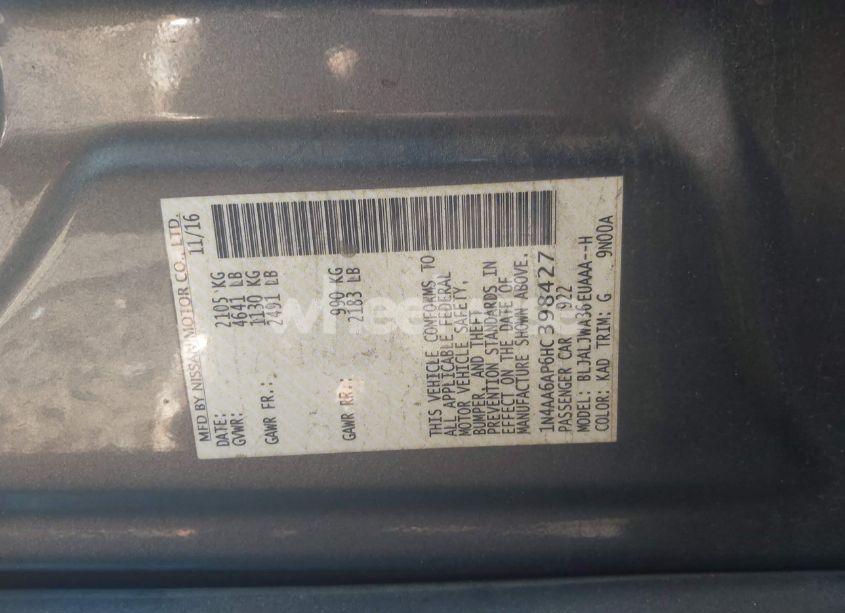 MFD BY NISSAN MOTOR CO., LTD.
DATE: 11/16
GVWR: 2105 KG
4641 LB
GAWR FR.: 1130 KG
2491 LB
GAWR RR.: 990 KG
2183 LB
THIS VEHICLE CONFORMS TO
ALL APPLICABLE FEDERAL
MOTOR VEHICLE SAFETY,
BUMPER, AND THEFT
PREVENTION STANDARDS IN
EFFECT ON THE DATE OF
MANUFACTURE SHOWN ABOVE.
1N4AA6AP6HC398427
PASSENGER CAR 1922
MODEL: BLJALJWA36EUAAA--H
COLOR: KAD TRIM: G 9N00A